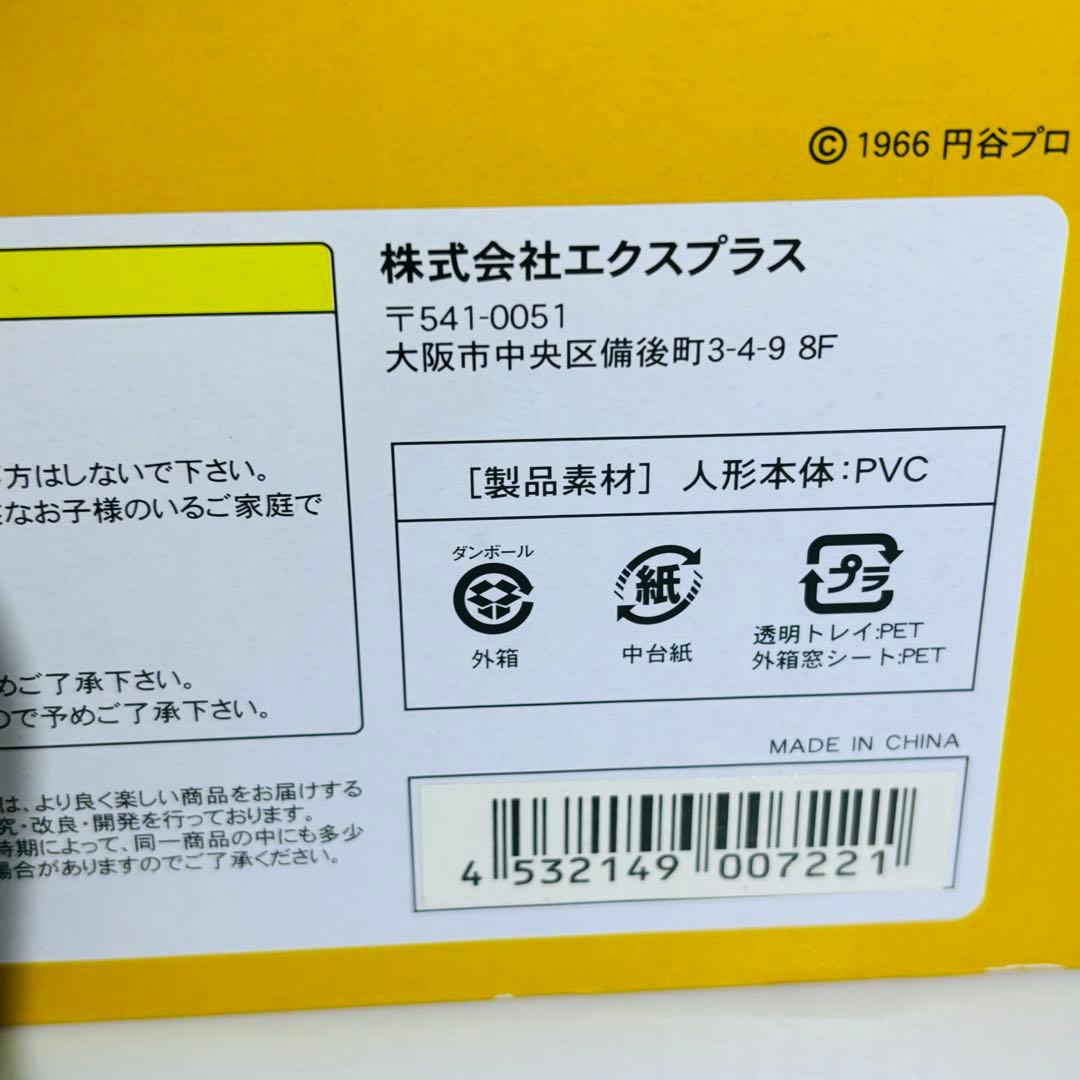 © 1966 円谷プロ
株式会社エクスプラス
〒541-0051
大阪市中央区備後町3-4-9 8F
方はしないで下さい。
なお子様のいるご家庭で
めご了承下さい。
ので予めご了承下さい。
は、より良く楽しい商品をお届けする
究・改良・開発を行っております。
時期によって、同一商品の中にも多少
場合がありますのでご了承ください。
[製品素材] 人形本体:PVC
ダンボール
外箱
紙
中台紙
プラ
透明トレイ:PET
外箱窓シート:PET
MADE IN CHINA
4 532149 007221